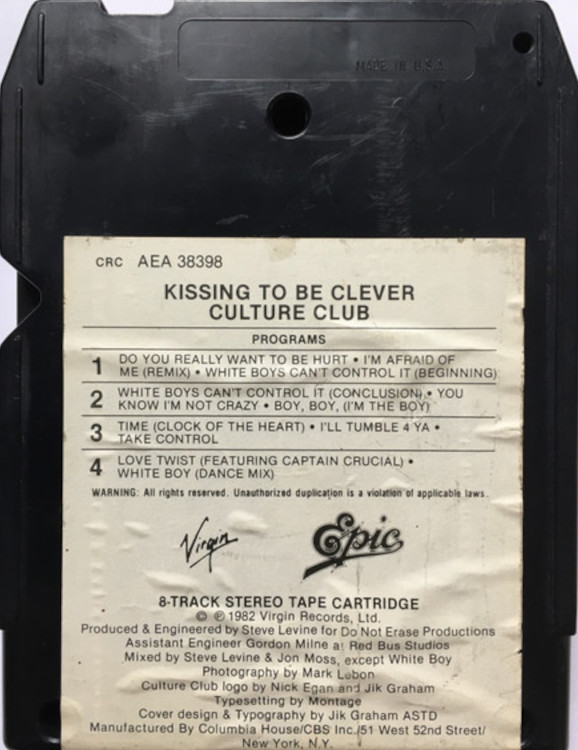 MADE IN U.S.A.
CRC AEA 38398
KISSING TO BE CLEVER
CULTURE CLUB
PROGRAMS
1 DO YOU REALLY WANT TO BE HURT • I'M AFRAID OF
ME (REMIX) • WHITE BOYS CAN'T CONTROL IT (BEGINNING)
2 WHITE BOYS CAN'T CONTROL IT (CONCLUSION) • YOU
KNOW I'M NOT CRAZY • BOY, BOY, (I'M THE BOY)
3 TIME (CLOCK OF THE HEART) • I'LL TUMBLE 4 YA •
TAKE CONTROL
4 LOVE TWIST (FEATURING CAPTAIN CRUCIAL) •
WHITE BOY (DANCE MIX)
WARNING: All rights reserved. Unauthorized duplication is a violation of applicable laws.
Virgin Epic
8-TRACK STEREO TAPE CARTRIDGE
© ℗ 1982 Virgin Records, Ltd.
Produced & Engineered by Steve Levine for Do Not Erase Productions
Assistant Engineer Gordon Milne at Red Bus Studios
Mixed by Steve Levine & Jon Moss, except White Boy
Photography by Mark Lebon
Culture Club logo by Nick Egan and Jik Graham
Typesetting by Montage
Cover design & Typography by Jik Graham ASTD
Manufactured By Columbia House/CBS Inc./51 West 52nd Street/
New York, N.Y.